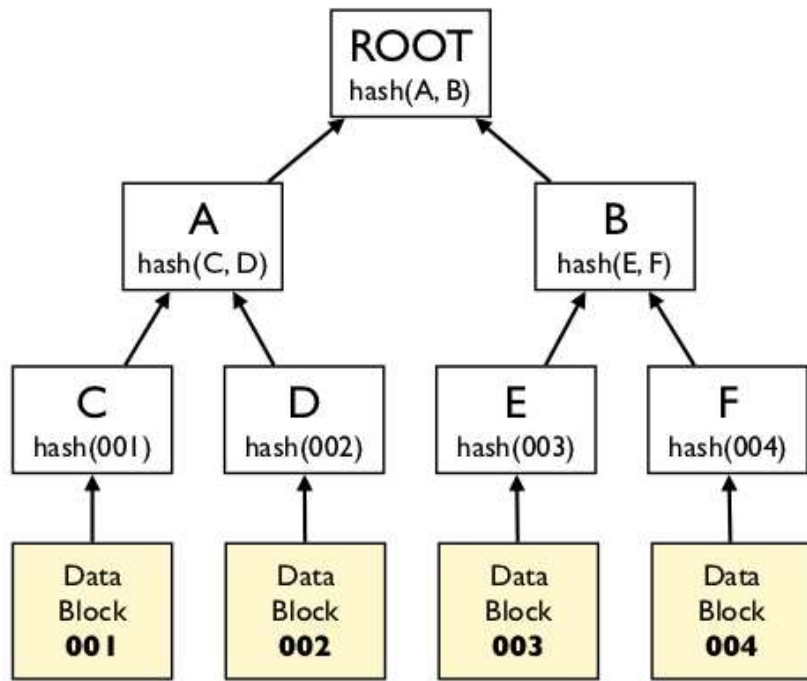 ROOT
hash(A, B)
A
hash(C, D)
B
hash(E, F)
C
hash(001)
D
hash(002)
E
hash(003)
F
hash(004)
Data
Block
001
Data
Block
002
Data
Block
003
Data
Block
004